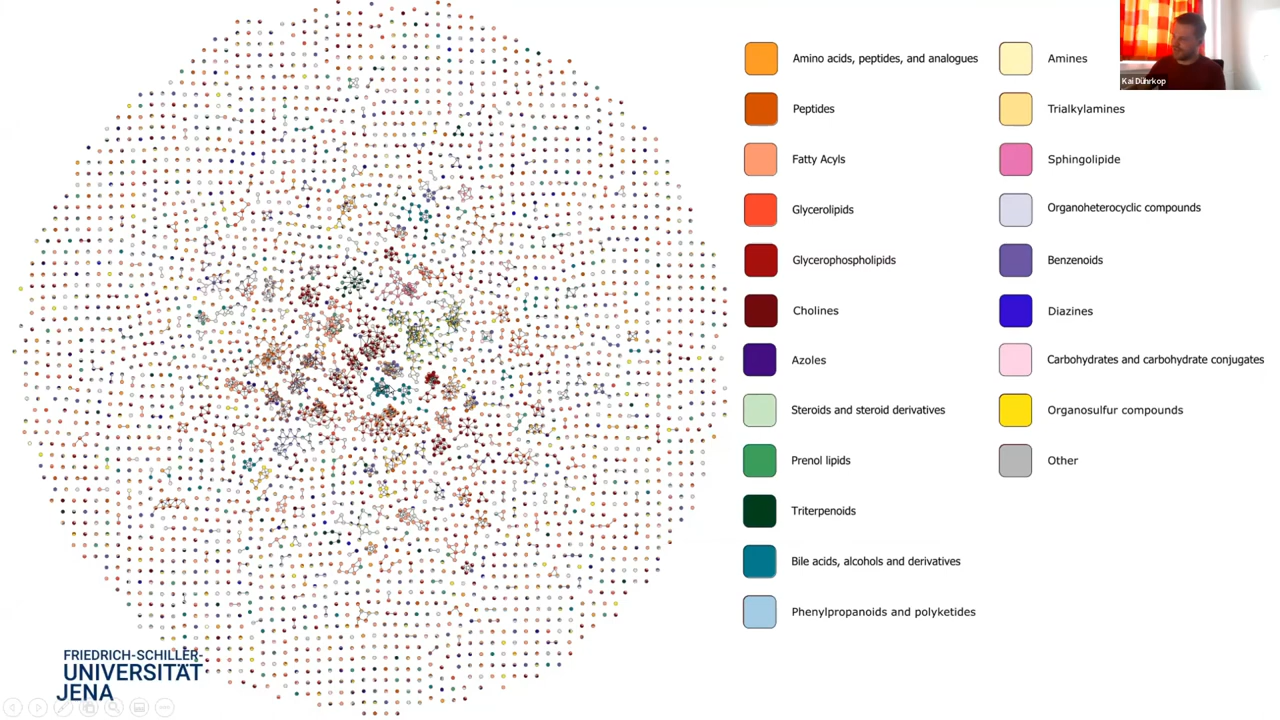 Amino acids, peptides, and analogues
Peptides
Fatty Acyls
Glycerolipids
Glycerophospholipids
Cholines
Azoles
Steroids and steroid derivatives
Prenol lipids
Triterpenoids
Bile acids, alcohols and derivatives
Phenylpropanoids and polyketides
Amines
Trialkylamines
Sphingolipide
Organoheterocyclic compounds
Benzenoids
Diazines
Carbohydrates and carbohydrate conjugates
Organosulfur compounds
Other
Kai Dührkop
FRIEDRICH-SCHILLER-
UNIVERSITÄT
JENA